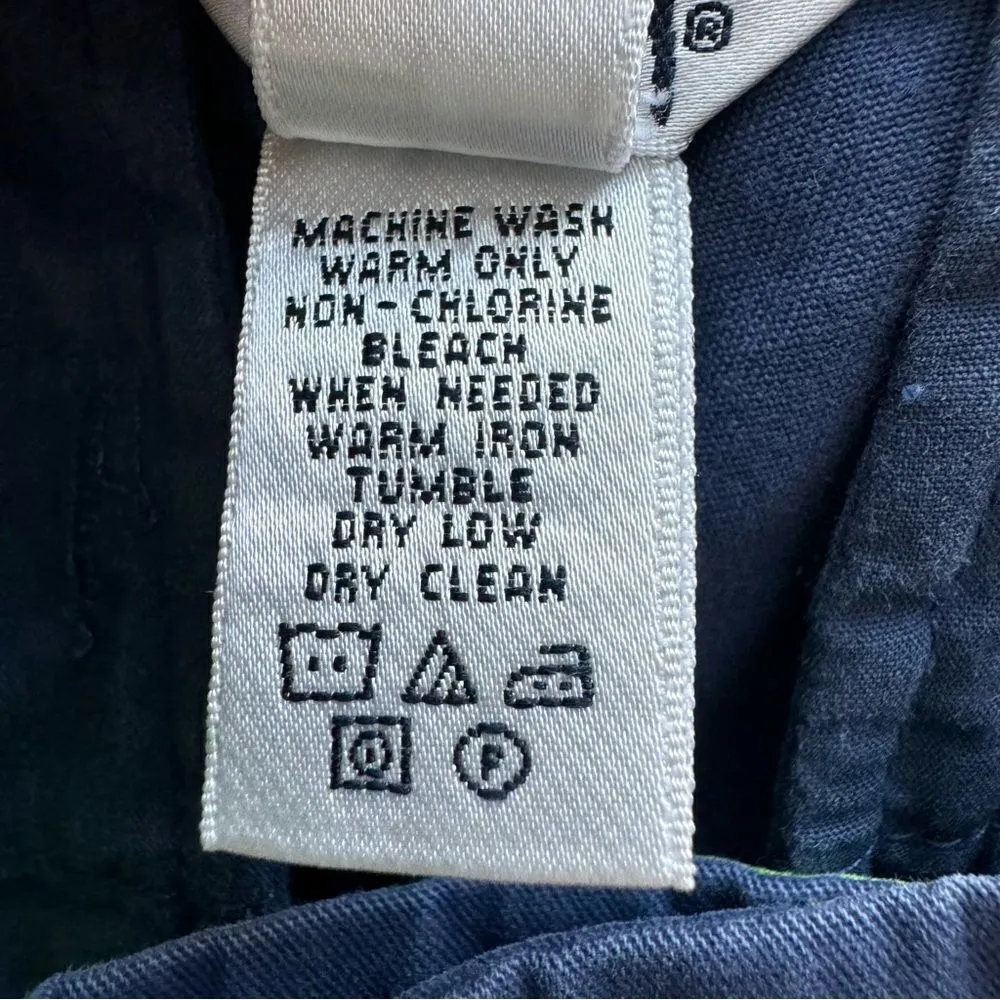 ®
MACHINE WASH
WARM ONLY
NON-CHLORINE
BLEACH
WHEN NEEDED
WARM IRON
TUMBLE
DRY LOW
DRY CLEAN
P